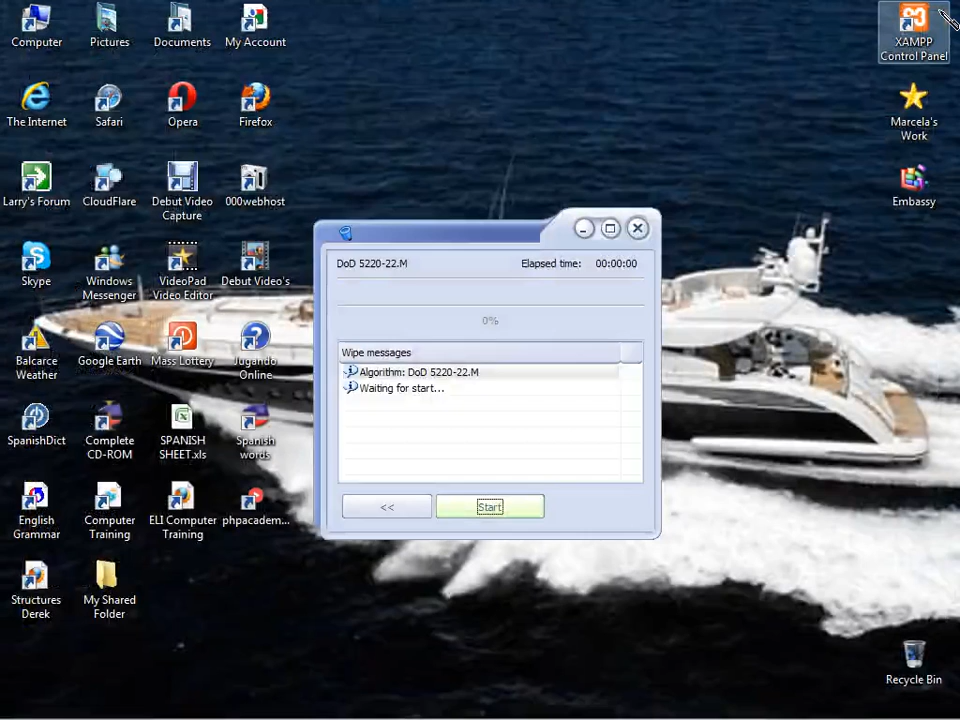 Computer
Pictures
Documents
My Account
XAMPP
Control Panel
The Internet
Safari
Opera
Firefox
Marcela's
Work
Larry's Forum
CloudFlare
Debut Video
Capture
000webhost
Embassy
Skype
Windows
Messenger
VideoPad
Video Editor
Debut Video's
DoD 5220-22.M
Elapsed time:
00:00:00
0%
Wipe messages
Algorithm: DoD 5220-22.M
Waiting for start...
<<
Start
Balcarce
Weather
Google Earth
Mass Lottery
Jugando
Online
SpanishDict
Complete
CD-ROM
SPANISH
SHEET.xls
Spanish
words
English
Grammar
Computer
Training
ELI Computer
Training
phpacadem...
Structures
Derek
My Shared
Folder
Recycle Bin